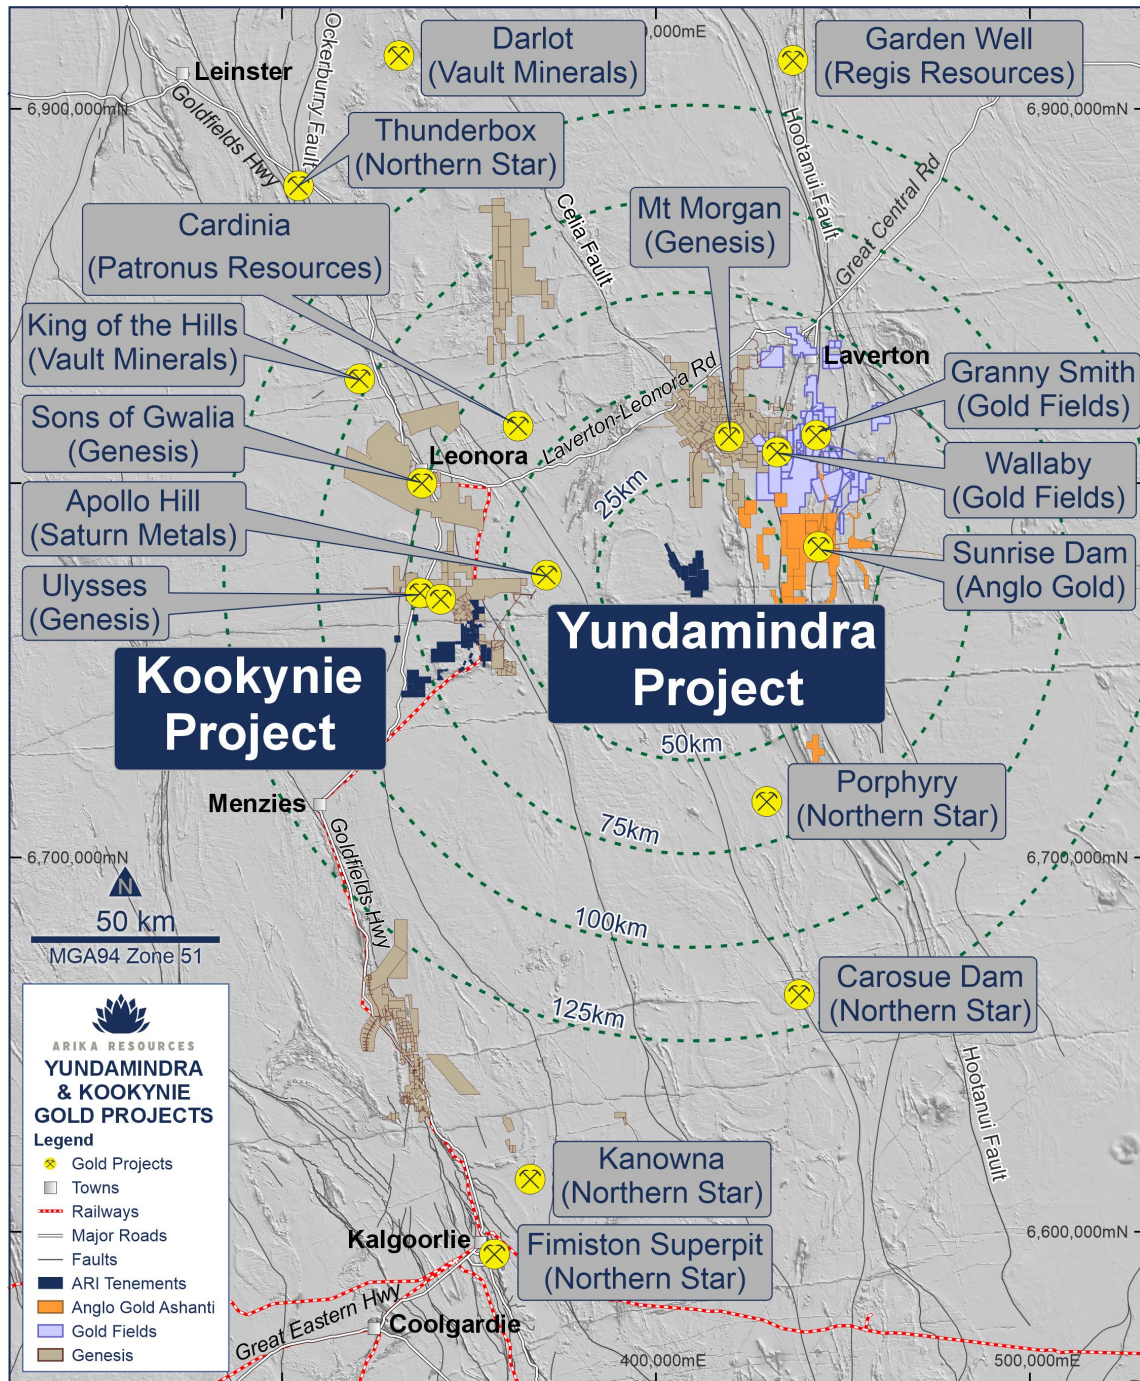 Darlot
(Vault Minerals)
Garden Well
(Regis Resources)
Leinster
Goldfields Hwy
Ockerburry Fault
6,900,000mN
6,900,000mN
Thunderbox
(Northern Star)
Hootanui Fault
Great Central Rd
Celia Fault
Cardinia
(Patronus Resources)
Mt Morgan
(Genesis)
King of the Hills
(Vault Minerals)
Laverton
Laverton-Leonora Rd
Granny Smith
(Gold Fields)
Sons of Gwalia
(Genesis)
Leonora
Wallaby
(Gold Fields)
25km
Apollo Hill
(Saturn Metals)
Sunrise Dam
(Anglo Gold)
Ulysses
(Genesis)
Yundamindra
Project
Kookynie
Project
50km
Menzies
Porphyry
(Northern Star)
75km
Goldfields Hwy
6,700,000mN
6,700,000mN
N
50 km
MGA94 Zone 51
100km
Carosue Dam
(Northern Star)
125km
Hootanui Fault
ARIKA RESOURCES
YUNDAMINDRA
& KOOKYNIE
GOLD PROJECTS
Legend
Gold Projects
Towns
Railways
Major Roads
Faults
ARI Tenements
Anglo Gold Ashanti
Gold Fields
Genesis
Kanowna
(Northern Star)
Kalgoorlie
Fimiston Superpit
(Northern Star)
6,600,000mN
Great Eastern Hwy
Coolgardie
400,000mE
500,000mE